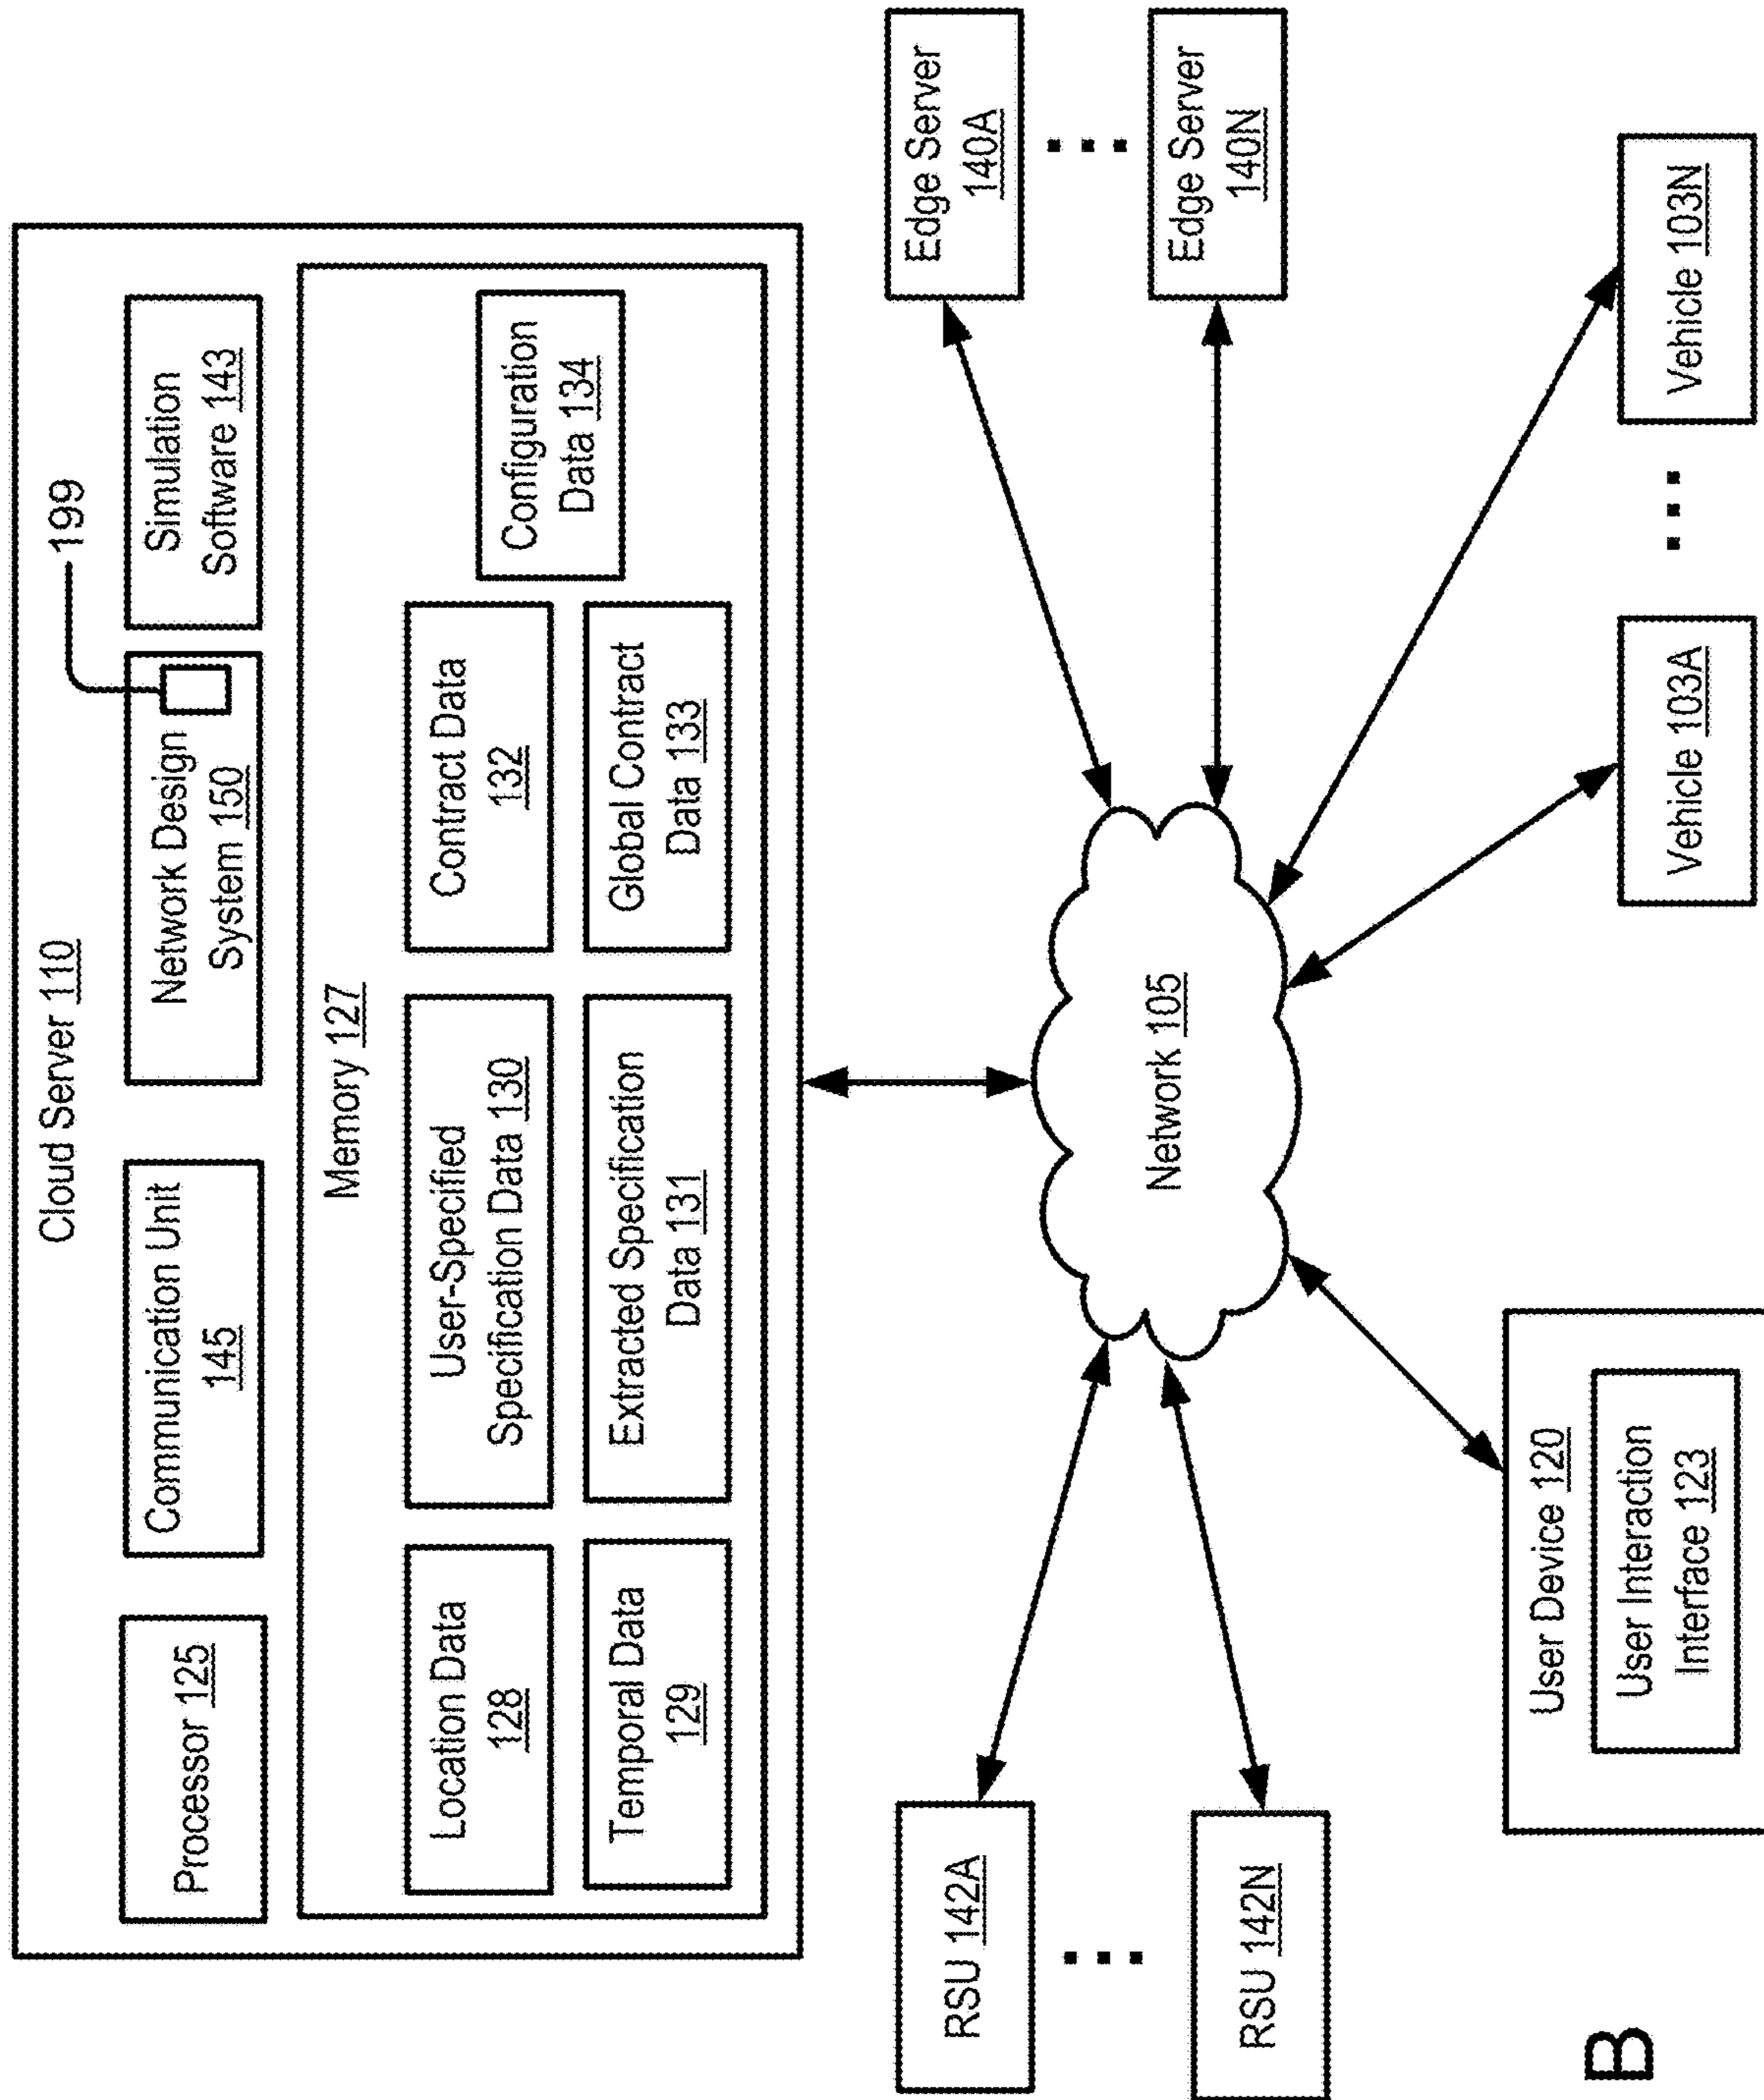 Cloud Server 110
199
Processor 125
Communication Unit
145
Network Design
System 150
Simulation
Software 143
Memory 127
Location Data
128
User-Specified
Specification Data 130
Contract Data
132
Configuration
Data 134
Temporal Data
129
Extracted Specification
Data 131
Global Contract
Data 133
RSU 142A
RSU 142N
Network 105
Edge Server
140A
Edge Server
140N
User Device 120
User Interaction
Interface 123
Vehicle 103A
Vehicle 103N
B